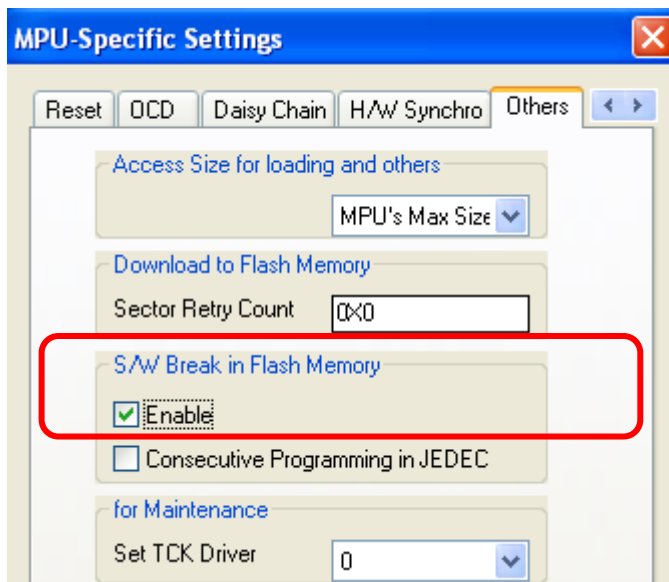 MPU-Specific Settings
Reset OCD Daisy Chain H/W Synchro Others
Access Size for loading and others
MPU's Max Size
Download to Flash Memory
Sector Retry Count 0X0
S/W Break in Flash Memory
Enable
Consecutive Programming in JEDEC
for Maintenance
Set TCK Driver 0